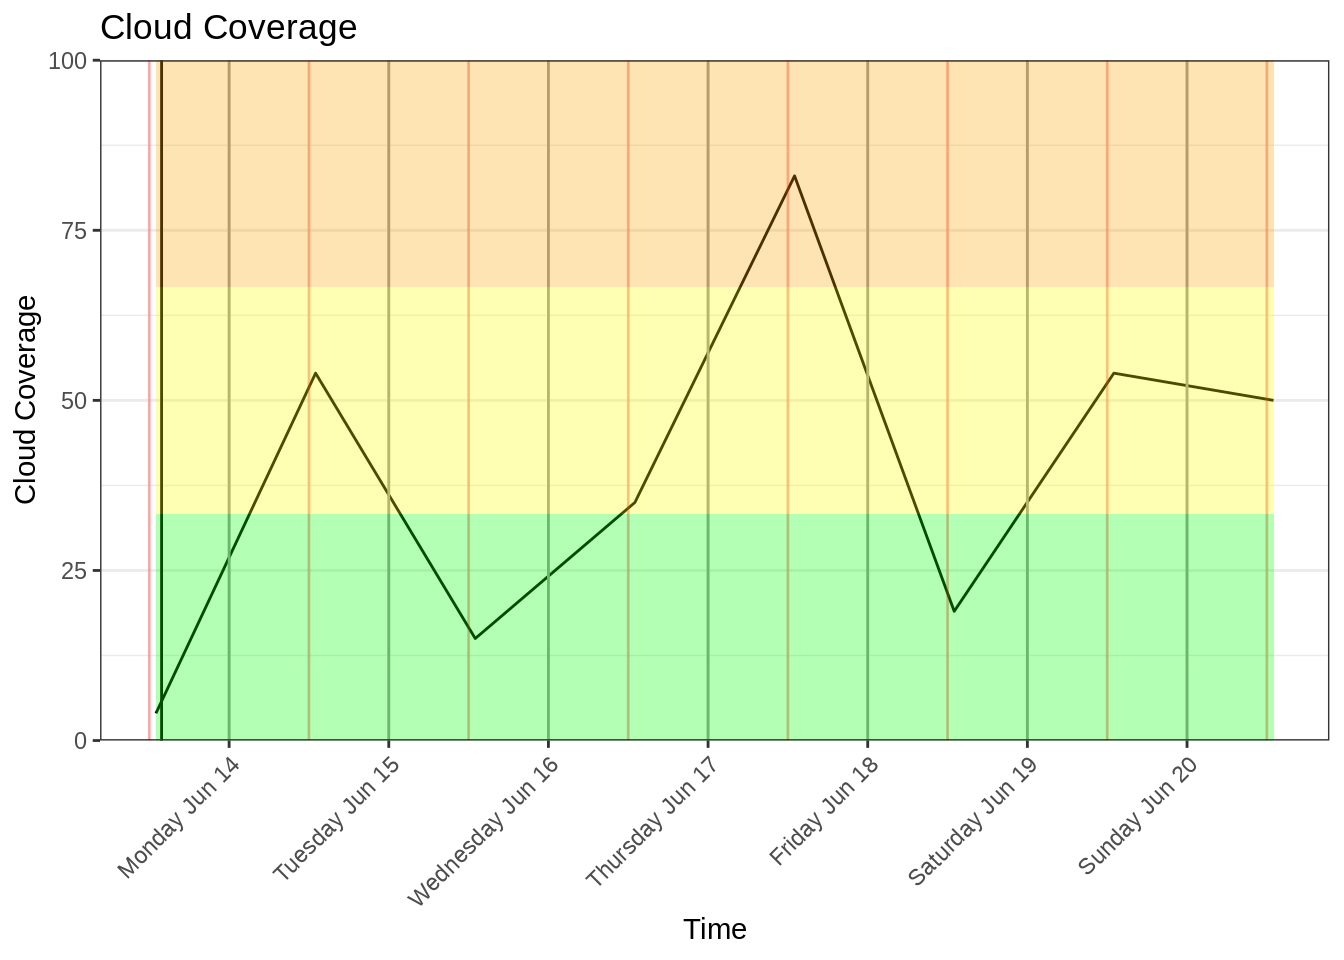 Cloud Coverage
100
75
50
25
0
Cloud Coverage
Monday Jun 14
Tuesday Jun 15
Wednesday Jun 16
Thursday Jun 17
Friday Jun 18
Saturday Jun 19
Sunday Jun 20
Time